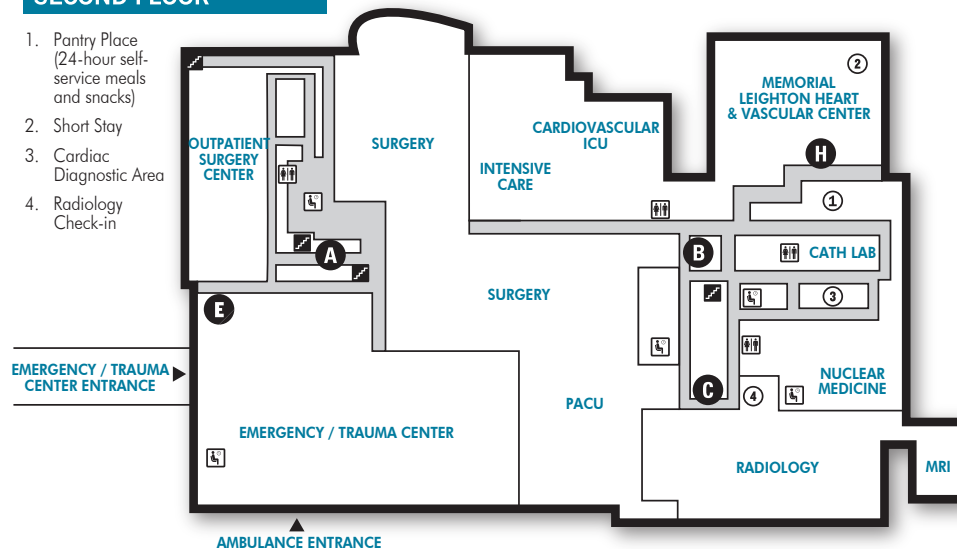 SECOND FLOOR
1. Pantry Place
(24-hour self-
service meals
and snacks)
2. Short Stay
3. Cardiac
Diagnostic Area
4. Radiology
Check-in
2
MEMORIAL
LEIGHTON HEART
& VASCULAR CENTER
CARDIOVASCULAR
ICU
SURGERY
OUTPATIENT
SURGERY
CENTER
INTENSIVE
CARE
H
1
A
B
CATH LAB
E
SURGERY
3
EMERGENCY / TRAUMA
CENTER ENTRANCE
NUCLEAR
MEDICINE
C
4
PACU
EMERGENCY / TRAUMA CENTER
RADIOLOGY
MRI
AMBULANCE ENTRANCE